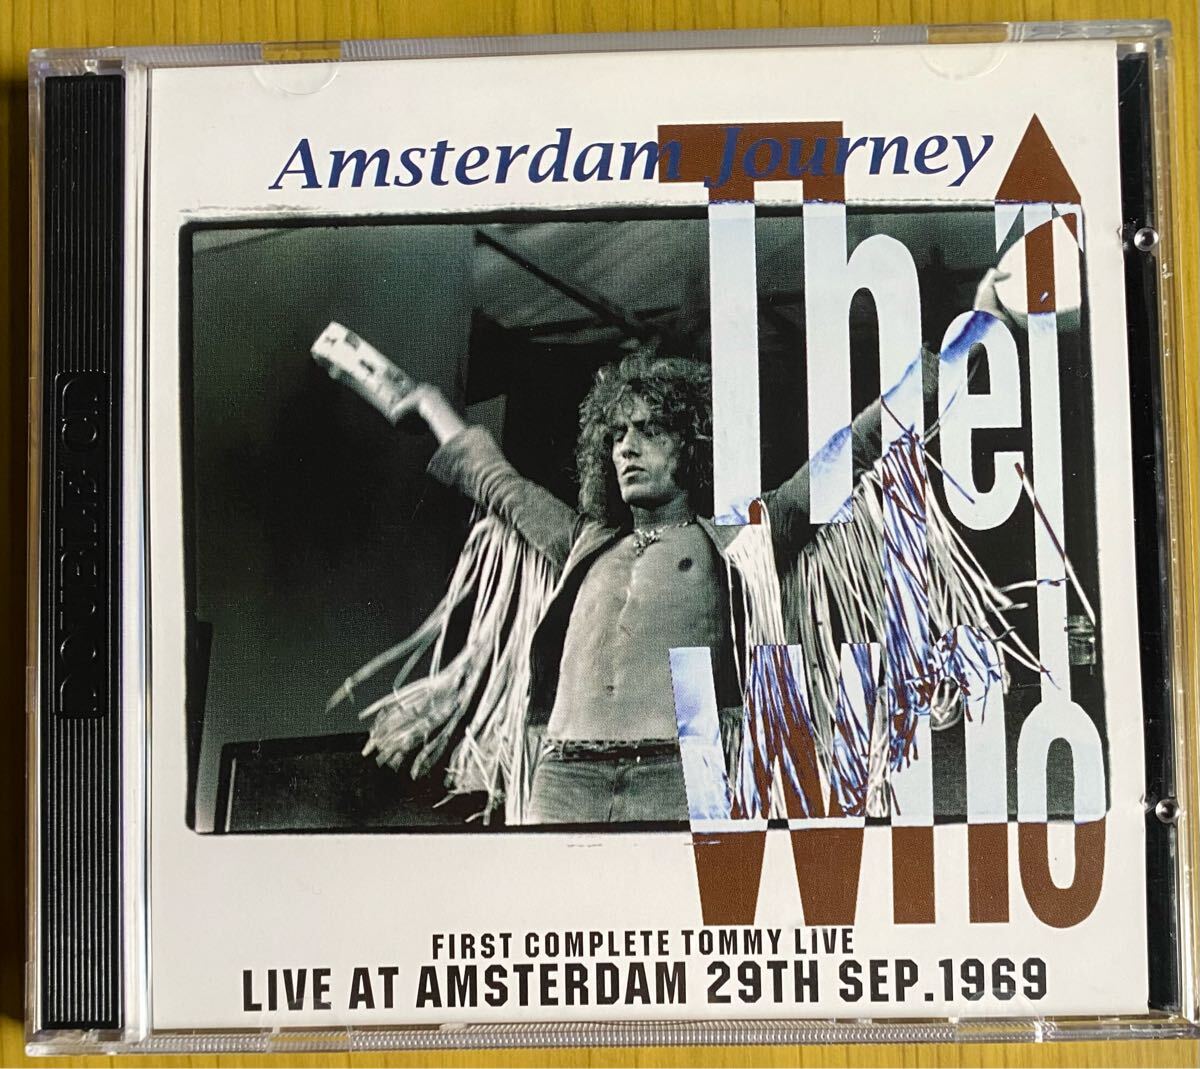 Amsterdam Journey
The
Who
FIRST COMPLETE TOMMY LIVE
LIVE AT AMSTERDAM 29TH SEP.1969
DOUBLE CD